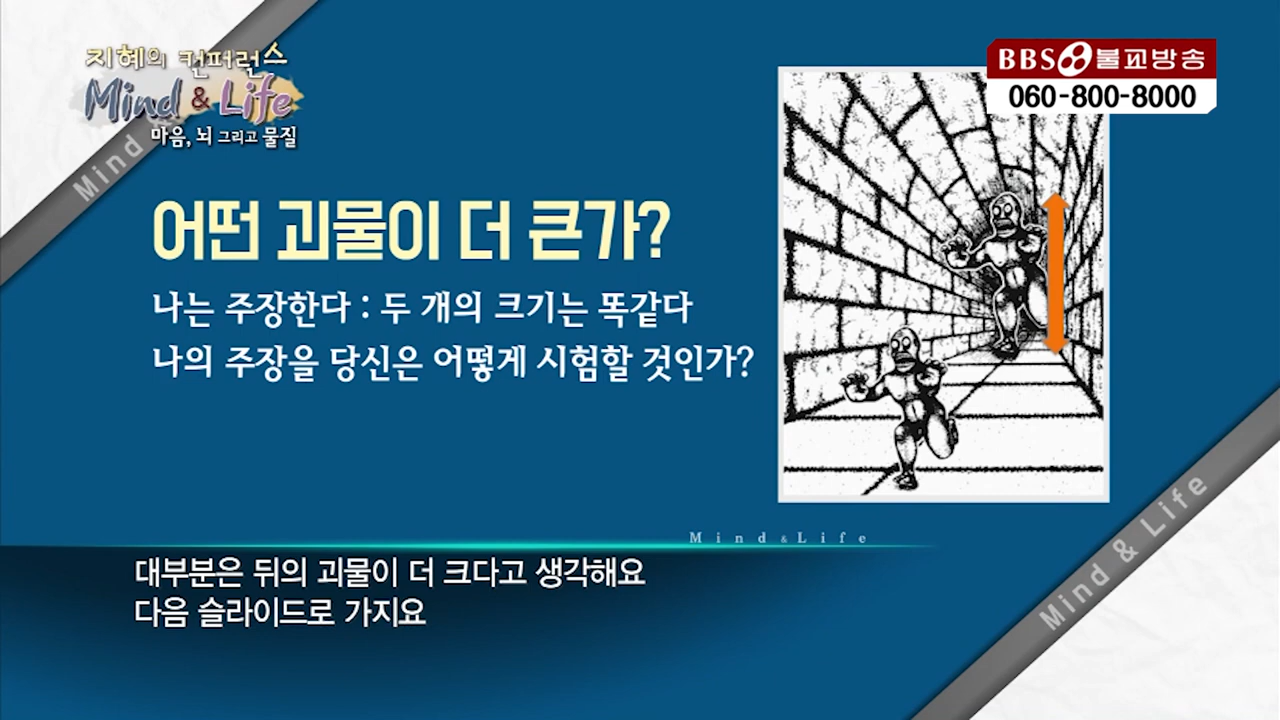 지혜의 컨퍼런스
Mind & Life
마음, 뇌 그리고 물질
BBS 불교방송
060-800-8000
Mind
어떤 괴물이 더 큰가?
나는 주장한다 : 두 개의 크기는 똑같다
나의 주장을 당신은 어떻게 시험할 것인가?
Mind & Life
대부분은 뒤의 괴물이 더 크다고 생각해요
다음 슬라이드로 가지요
Mind & Life